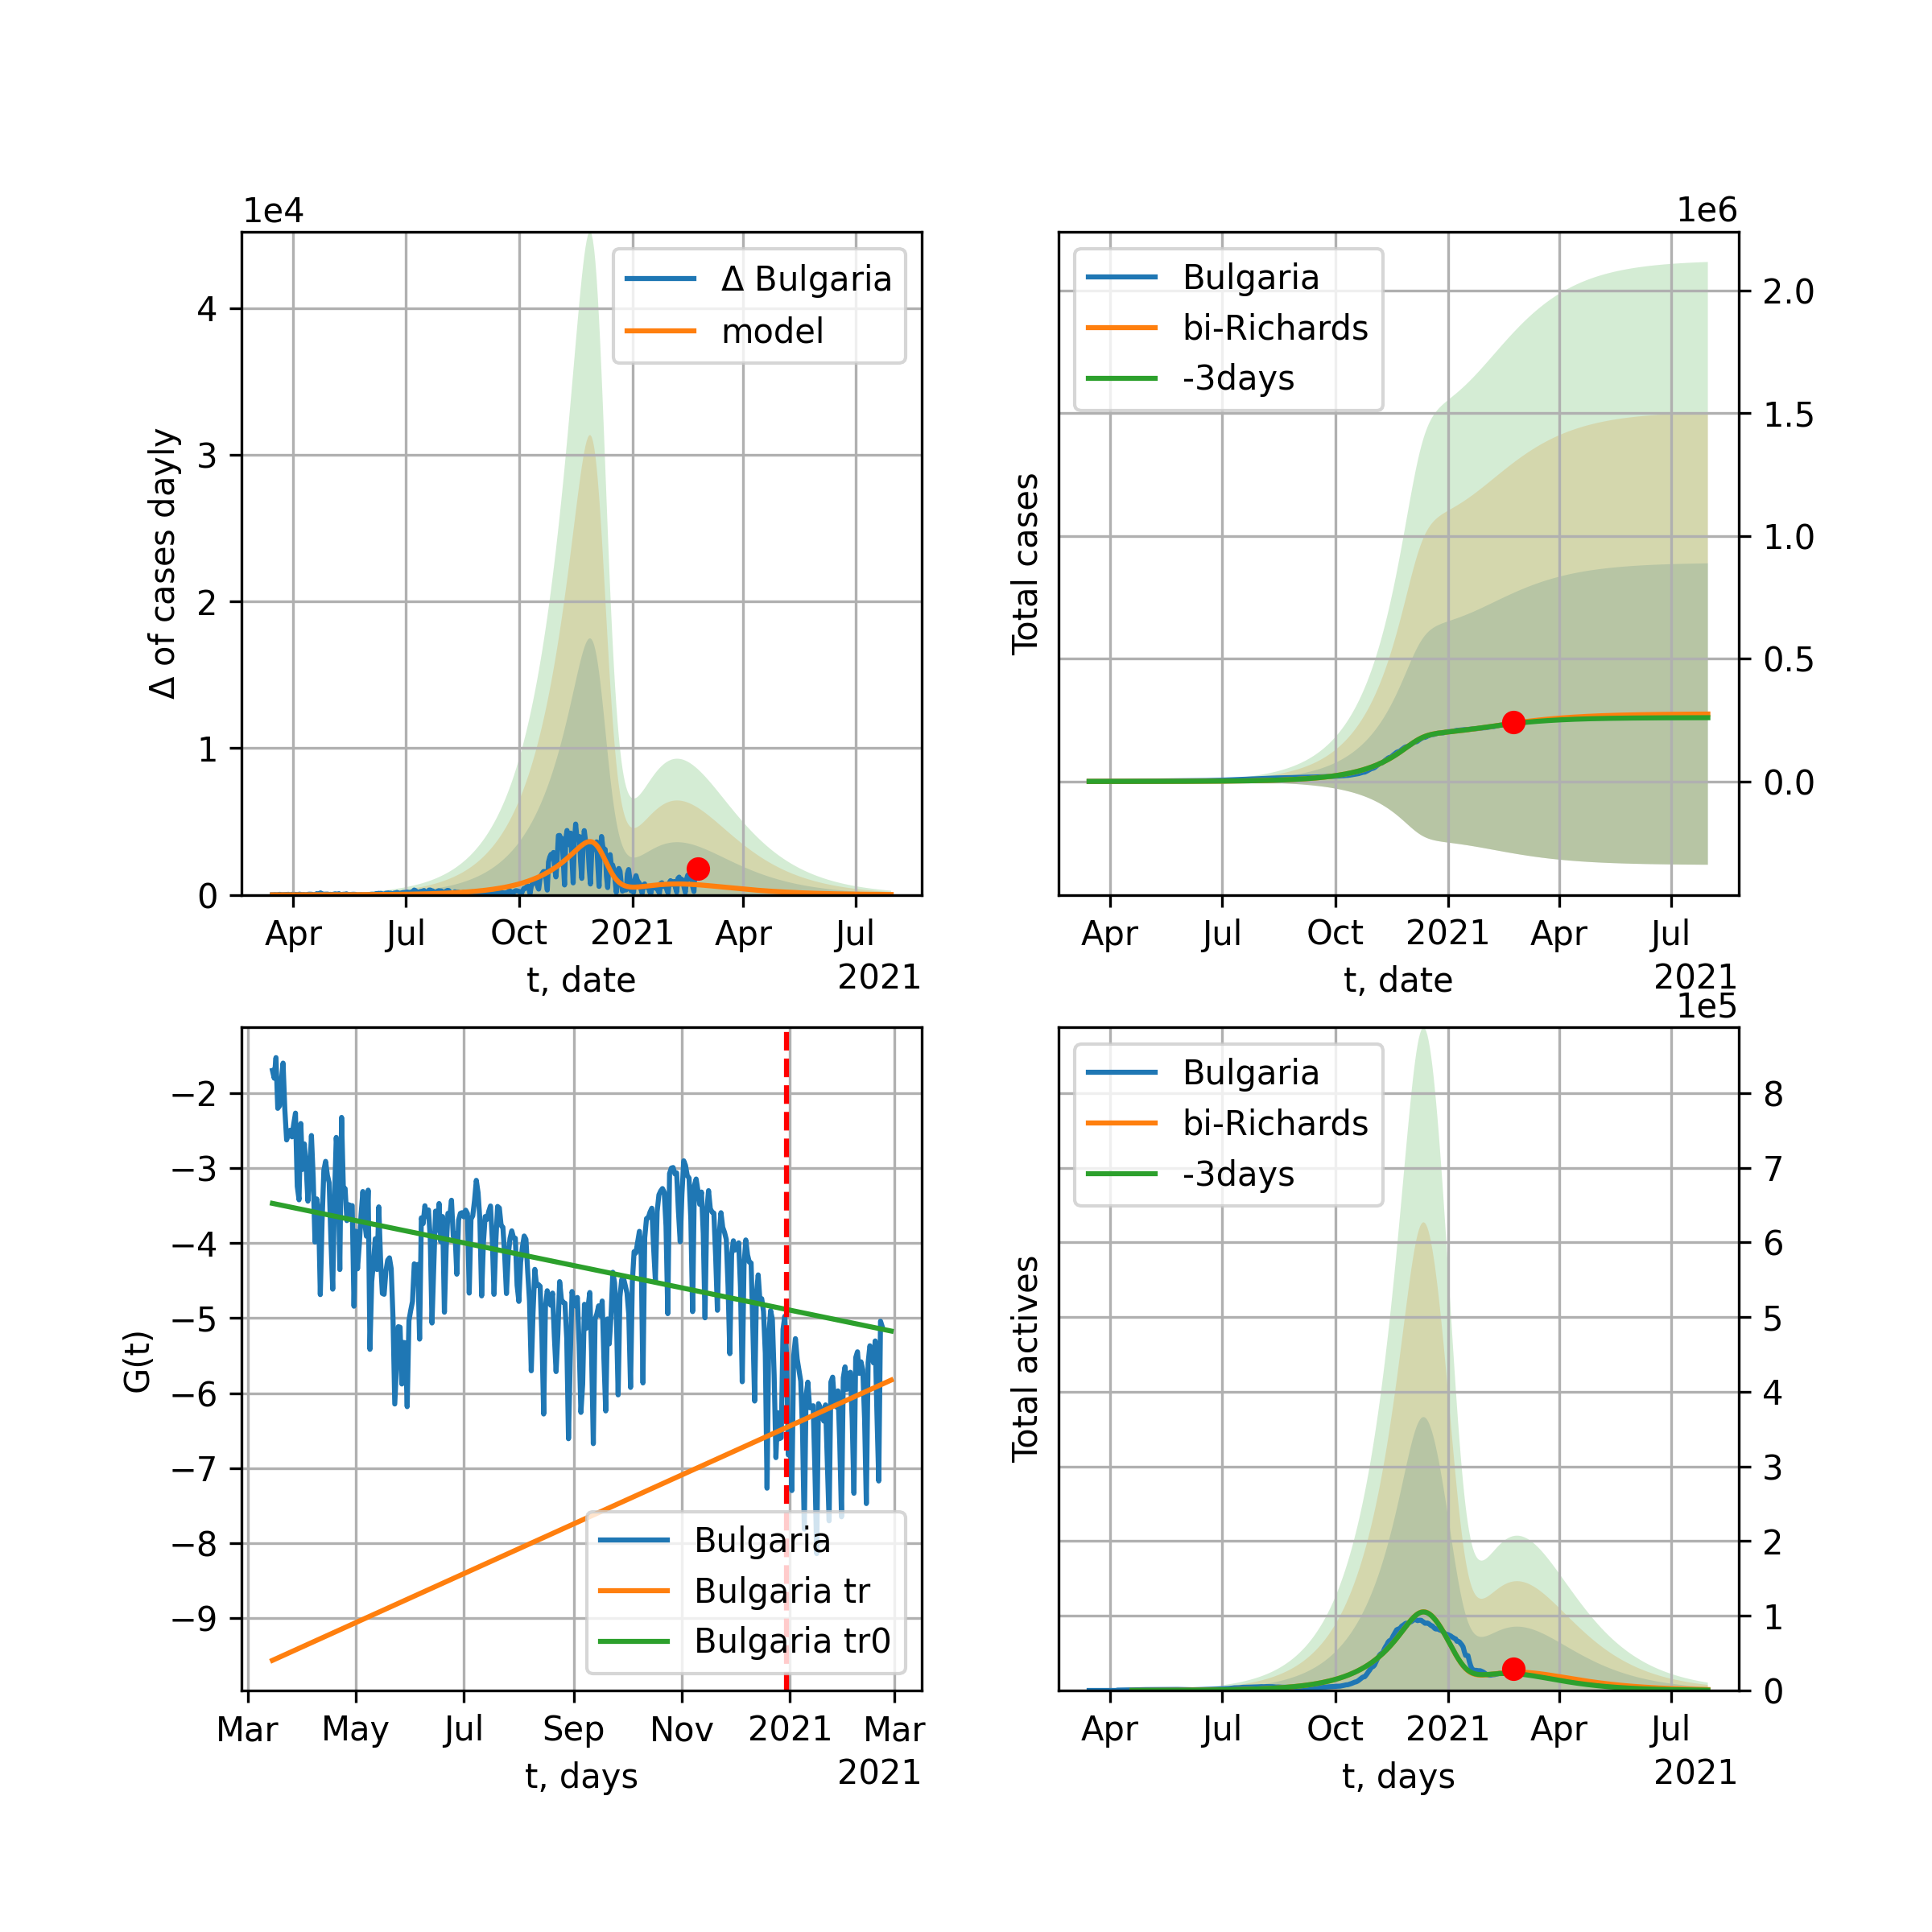 1e4
Δ of cases dayly
4
3
2
1
0
Δ Bulgaria
model
Apr Jul Oct 2021 Apr Jul
t, date
2021
1e6
Total cases
Bulgaria
bi-Richards
-3days
2.0
1.5
1.0
0.5
0.0
Apr Jul Oct 2021 Apr Jul
t, date
2021
G(t)
−2
−3
−4
−5
−6
−7
−8
−9
Bulgaria
Bulgaria tr
Bulgaria tr0
Mar May Jul Sep Nov 2021 Mar
t, days
2021
1e5
Total actives
Bulgaria
bi-Richards
-3days
8
7
6
5
4
3
2
1
0
Apr Jul Oct 2021 Apr Jul
t, days
2021